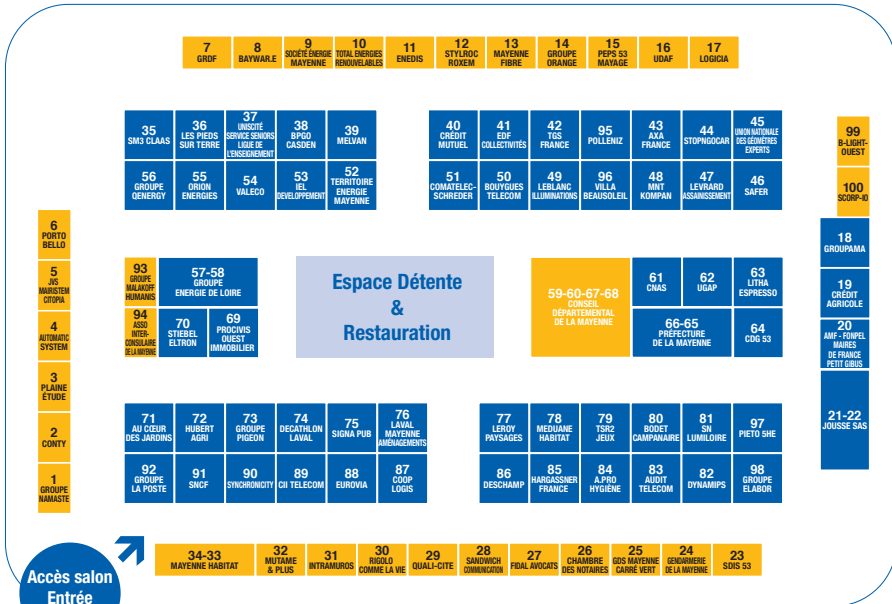 7
GRDF
8
BAYWAR.E
9
SOCIÉTÉ ÉNERGIE
MAYENNE
10
TOTAL ENERGIES
RENOUVELABLES
11
ENEDIS
12
STYLROC
ROXEM
13
MAYENNE
FIBRE
14
GROUPE
ORANGE
15
PEPS 53
MAYAGE
16
UDAF
17
LOGICIA
35
SM3 CLAAS
36
LES PIEDS
SUR TERRE
37
UNISCITÉ
SERVICE SENIORS
LIGUE DE
L'ENSEIGNEMENT
38
BPGO
CASDEN
39
MELVAN
40
CRÉDIT
MUTUEL
41
EDF
COLLECTIVITÉS
42
TGS
FRANCE
95
POLLENIZ
43
AXA
FRANCE
44
STOPNGOCAR
45
UNION NATIONALE
DES GÉOMÈTRES
EXPERTS
99
B-LIGHT-
OUEST
56
GROUPE
QENERGY
55
ORION
ENERGIES
54
VALECO
53
IEL
DEVELOPPEMENT
52
TERRITOIRE
ENERGIE
MAYENNE
51
COMATELEC-
SCHREDER
50
BOUYGUES
TELECOM
49
LEBLANC
ILLUMINATIONS
96
VILLA
BEAUSOLEIL
48
MNT
KOMPAN
47
LEVRARD
ASSAINISSEMENT
46
SAFER
100
SCORP-IO
6
PORTO
BELLO
5
JVS
MAIRISTEM
CITOPIA
4
AUTOMATIC
SYSTEM
3
PLAINE
ÉTUDE
2
CONTY
1
GROUPE
NAMASTE
93
GROUPE
MALAKOFF
HUMANIS
57-58
GROUPE
ENERGIE DE LOIRE
94
ASSO
INTER-
CONSULAIRE
DE LA MAYENNE
70
STIEBEL
ELTRON
69
PROCIVIS
OUEST
IMMOBILIER
Espace Détente
&
Restauration
59-60-67-68
CONSEIL
DÉPARTEMENTAL
DE LA MAYENNE
61
CNAS
62
UGAP
63
LITHA
ESPRESSO
66-65
PRÉFECTURE
DE LA MAYENNE
64
CDG 53
18
GROUPAMA
19
CRÉDIT
AGRICOLE
20
AMF - FONPEL
MAIRES
DE FRANCE
PETIT GIBUS
21-22
JOUSSE SAS
71
AU CŒUR
DES JARDINS
72
HUBERT
AGRI
73
GROUPE
PIGEON
74
DECATHLON
LAVAL
75
SIGNA PUB
76
LAVAL
MAYENNE
AMÉNAGEMENTS
77
LEROY
PAYSAGES
78
MEDUANE
HABITAT
79
TSR2
JEUX
80
BODET
CAMPANAIRE
81
SN
LUMILOIRE
97
PIETO 5HE
92
GROUPE
LA POSTE
91
SNCF
90
SYNCHRONICITY
89
CII TELECOM
88
EUROVIA
87
COOP
LOGIS
86
DESCHAMP
85
HARGASSNER
FRANCE
84
A.PRO
HYGIÈNE
83
AUDIT
TELECOM
82
DYNAMIPS
98
GROUPE
ELABOR
34-33
MAYENNE HABITAT
32
MUTAME
& PLUS
31
INTRAMUROS
30
RIGOLO
COMME LA VIE
29
QUALI-CITE
28
SANDWICH
COMMUNICATION
27
FIDAL AVOCATS
26
CHAMBRE
DES NOTAIRES
25
GDS MAYENNE
CARRÉ VERT
24
GENDARMERIE
DE LA MAYENNE
23
SDIS 53
Accès salon
Entrée